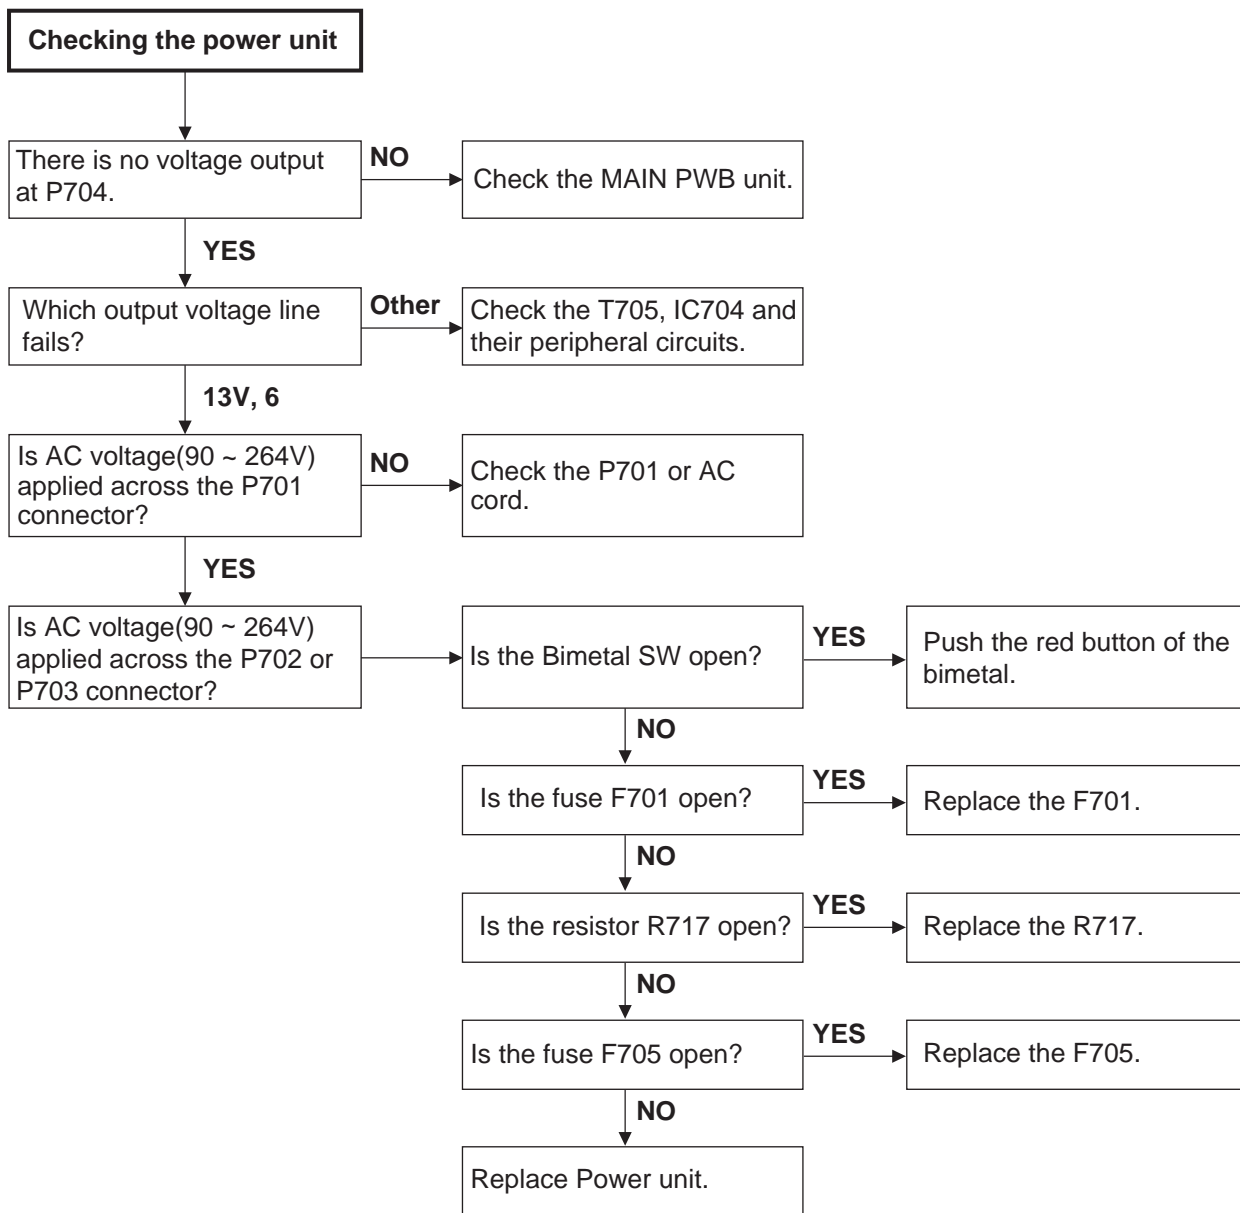 Checking the power unit
There is no voltage output
at P704.
NO
Check the MAIN PWB unit.
YES
Which output voltage line
fails?
Other
Check the T705, IC704 and
their peripheral circuits.
13V, 6
Is AC voltage(90 ~ 264V)
applied across the P701
connector?
NO
Check the P701 or AC
cord.
YES
Is AC voltage(90 ~ 264V)
applied across the P702 or
P703 connector?
Is the Bimetal SW open?
YES
Push the red button of the
bimetal.
NO
Is the fuse F701 open?
YES
Replace the F701.
NO
Is the resistor R717 open?
YES
Replace the R717.
NO
Is the fuse F705 open?
YES
Replace the F705.
NO
Replace Power unit.